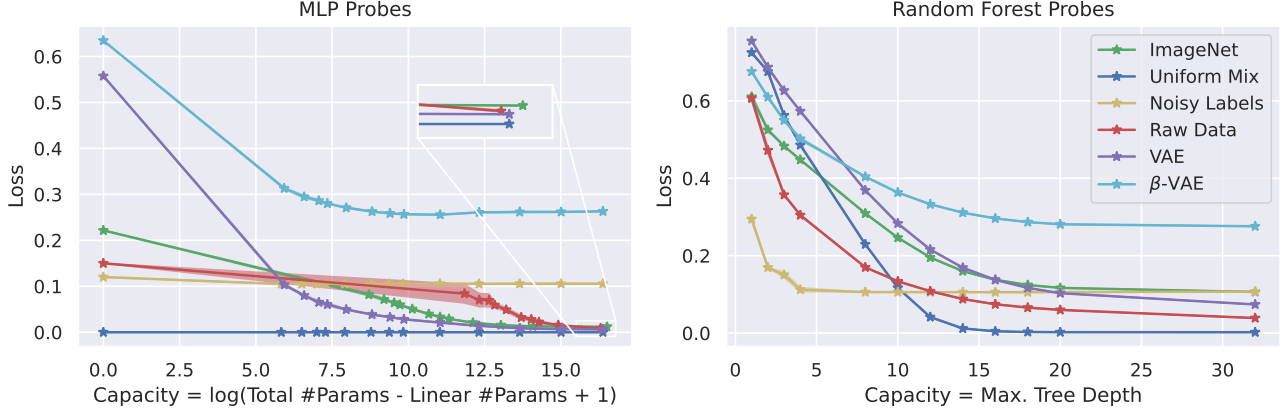 MLP Probes
Loss
0.6
0.5
0.4
0.3
0.2
0.1
0.0
0.0 2.5 5.0 7.5 10.0 12.5 15.0
Capacity = log(Total #Params - Linear #Params + 1)
Random Forest Probes
Loss
0.6
0.4
0.2
0.0
0 5 10 15 20 25 30
Capacity = Max. Tree Depth
ImageNet
Uniform Mix
Noisy Labels
Raw Data
VAE
β-VAE